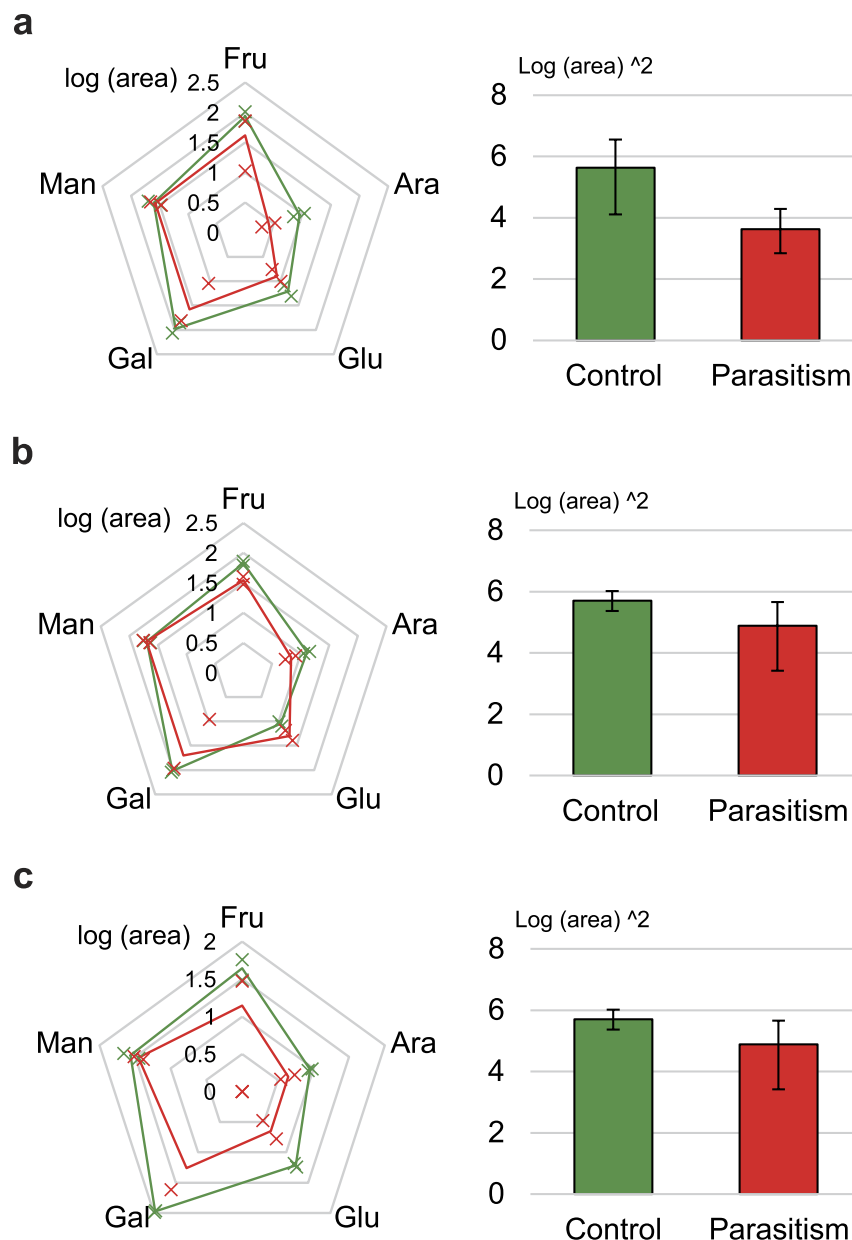 a
Fru
log (area)
2.5
2
1.5
1
0.5
0
Man
Ara
Gal
Glu
Log (area) ^2
8
6
4
2
0
Control
Parasitism
b
Fru
log (area)
2.5
2
1.5
1
0.5
0
Man
Ara
Gal
Glu
Log (area) ^2
8
6
4
2
0
Control
Parasitism
c
Fru
log (area)
2
1.5
1
0.5
0
Man
Ara
Gal
Glu
Log (area) ^2
8
6
4
2
0
Control
Parasitism